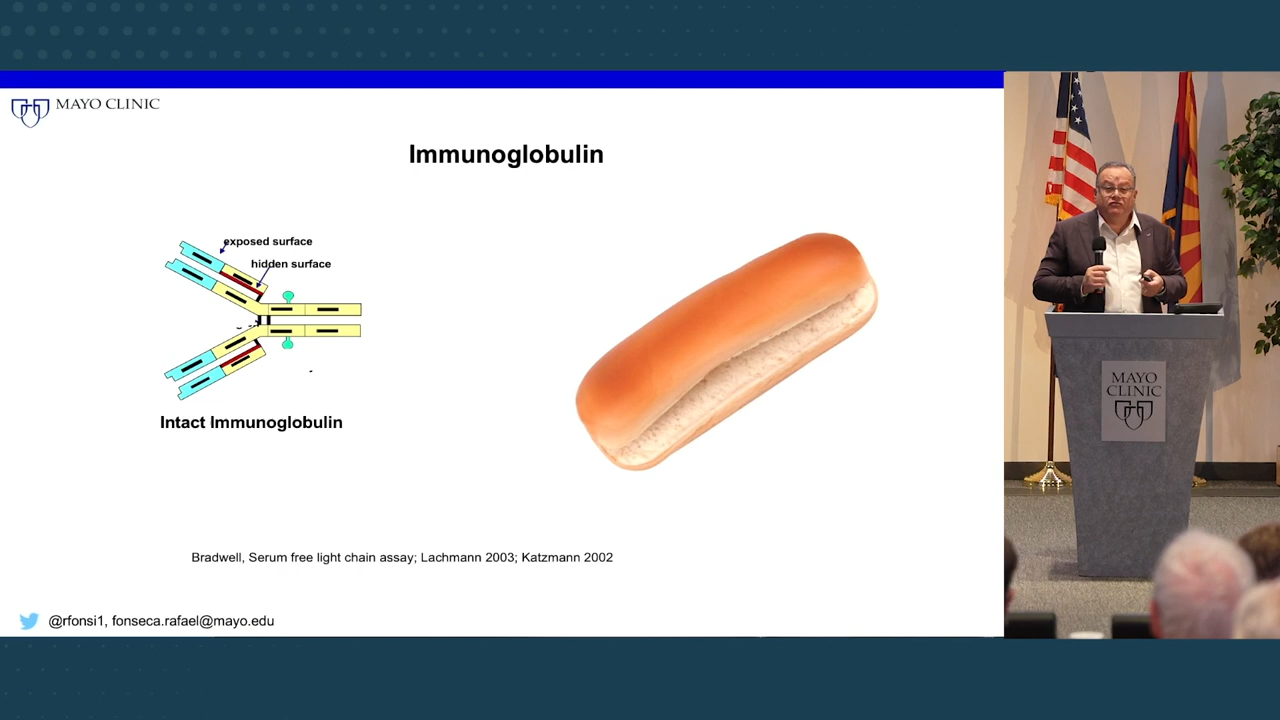 MAYO CLINIC
Immunoglobulin
exposed surface
hidden surface
Intact Immunoglobulin
Bradwell, Serum free light chain assay; Lachmann 2003; Katzmann 2002
@rfonsi1, fonseca.rafael@mayo.edu
MAYO
CLINIC